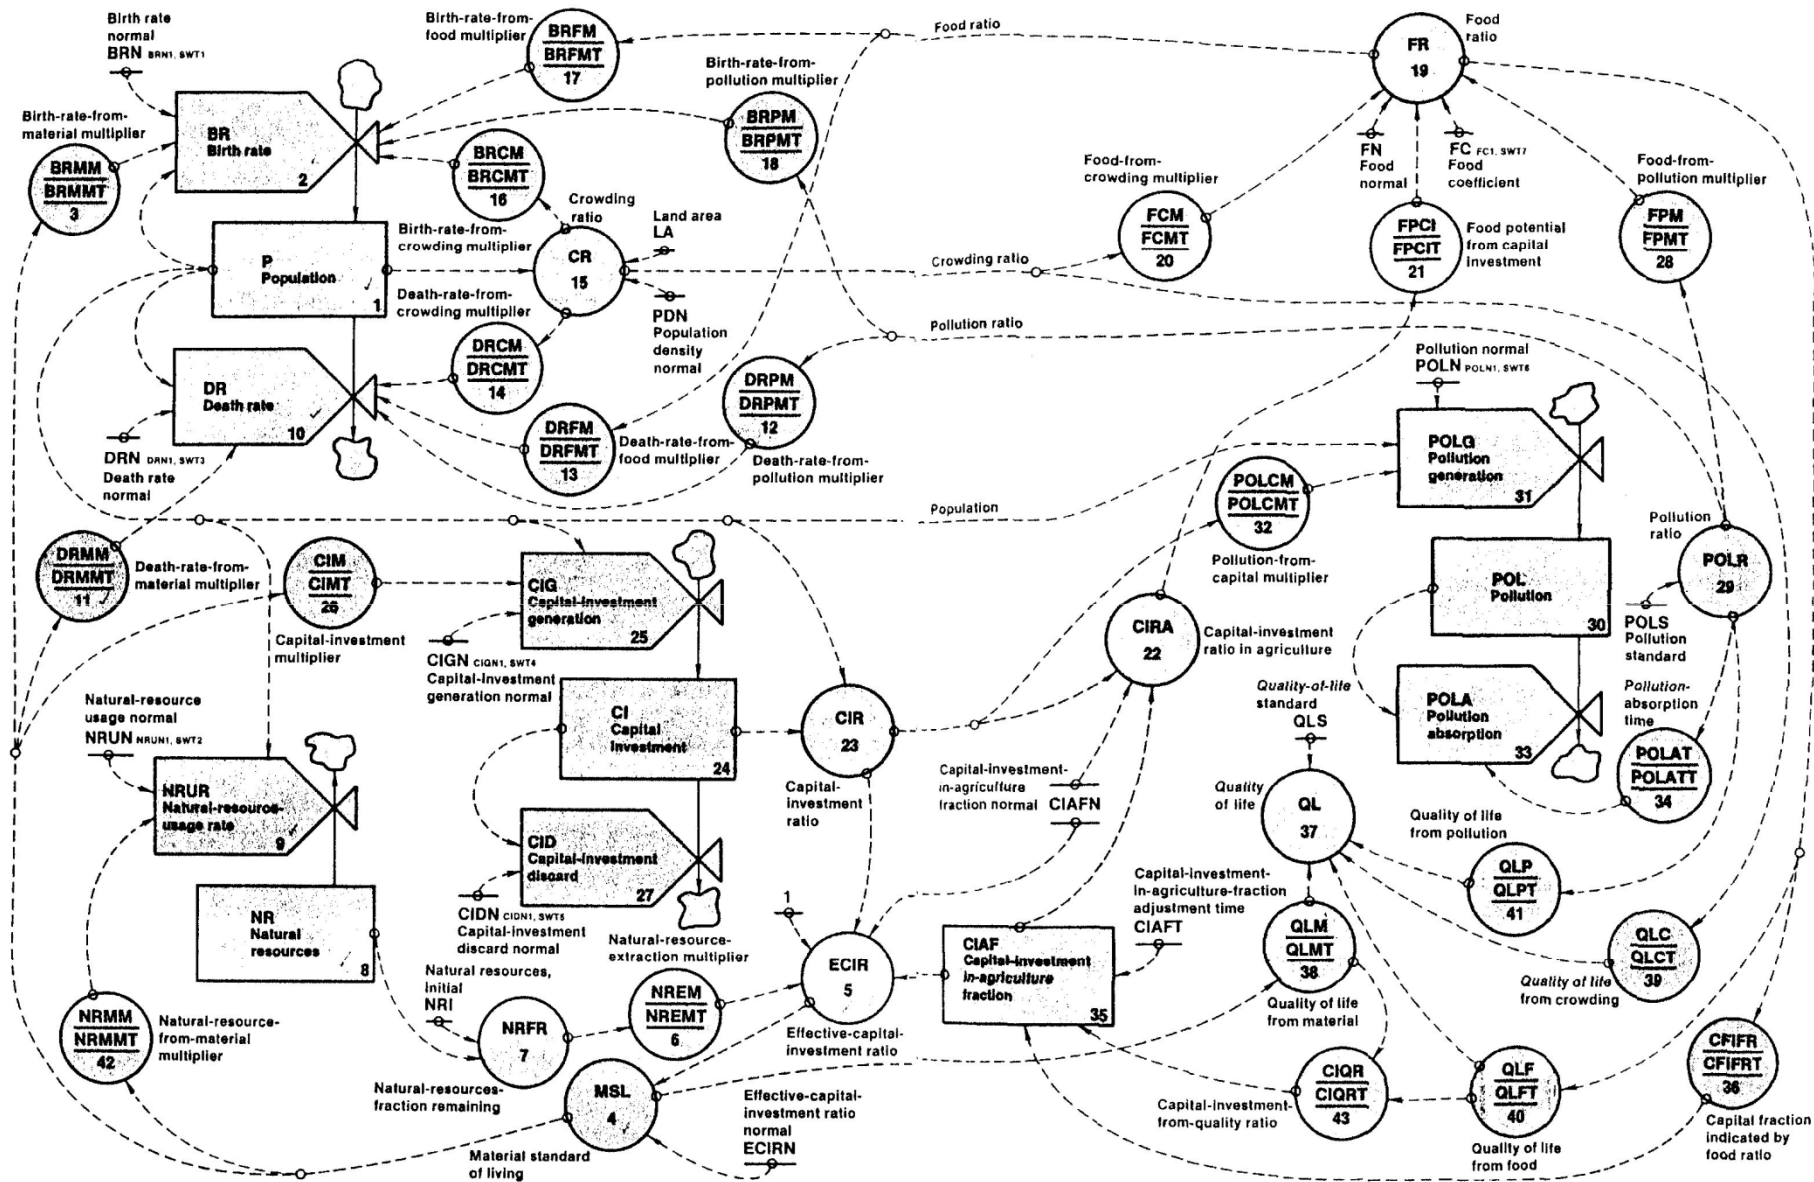 Birth rate
normal
BRN BRN1, SWT1
Birth-rate-from-
food multiplier
BRFM
BRFMT
17
Birth-rate-from-
pollution multiplier
BRPM
BRPMT
18
Food ratio
FR
19
Food
ratio
Birth-rate-from-
material multiplier
BRMM
BRMMT
3
BR
Birth rate
2
BRCM
BRCMT
16
Crowding
ratio
Land area
LA
Birth-rate-from-
crowding multiplier
P
Population
1
CR
15
Crowding ratio
Death-rate-from-
crowding multiplier
PDN
Population
density
normal
Food-from-
crowding multiplier
FCM
FCMT
20
FN
Food
normal
FC FC1, SWT7
Food
coefficient
FPCI
FPCIT
21
Food potential
from capital
investment
Food-from-
pollution multiplier
FPM
FPMT
28
Pollution ratio
DR
Death rate
10
DRCM
DRCMT
14
DRN DRN1, SWT3
Death rate
normal
DRFM
DRFMT
13
Death-rate-from-
food multiplier
DRPM
DRPMT
12
Death-rate-from-
pollution multiplier
Pollution normal
POLN POLN1, SWT6
POLG
Pollution
generation
31
POLCM
POLCMT
32
Pollution-from-
capital multiplier
Population
Pollution
ratio
POLR
29
POL
Pollution
30
POLS
Pollution
standard
DRMM
DRMMT
11
Death-rate-from-
material multiplier
CIM
CIMT
26
Capital-investment
multiplier
CIG
Capital-investment
generation
25
CIGN CIGN1, SWT4
Capital-investment
generation normal
CIRA
22
Capital-investment
ratio in agriculture
POLA
Pollution
absorption
33
Pollution-
absorption
time
POLAT
POLATT
34
Natural-resource
usage normal
NRUN NRUN1, SWT2
NRUR
Natural-resource-
usage rate
9
CI
Capital
investment
24
CIR
23
Capital-
investment
ratio
Capital-investment-
in-agriculture
fraction normal
CIAFN
Quality-of-life
standard
QLS
Quality
of life
QL
37
Quality of life
from pollution
QLP
QLPT
41
CID
Capital-investment
discard
27
CIDN CIDN1, SWT5
Capital-investment
discard normal
NR
Natural
resources
8
Natural resources,
initial
NRI
NRFR
7
Natural-resources-
fraction remaining
Natural-resource-
extraction multiplier
NREM
NREMT
6
1
ECIR
5
Effective-capital-
investment ratio
CIAF
Capital-investment
in-agriculture
fraction
35
Capital-investment-
in-agriculture-fraction
adjustment time
CIAFT
QLM
QLMT
38
Quality of life
from material
QLC
QLCT
39
Quality of life
from crowding
NRMM
NRMMT
42
Natural-resource-
from-material
multiplier
MSL
4
Material standard
of living
Effective-capital-
investment ratio
normal
ECIRN
CIQR
CIQRT
43
Capital-investment-
from-quality ratio
QLF
QLFT
40
Quality of life
from food
CFIFR
CFIFRT
36
Capital fraction
indicated by
food ratio